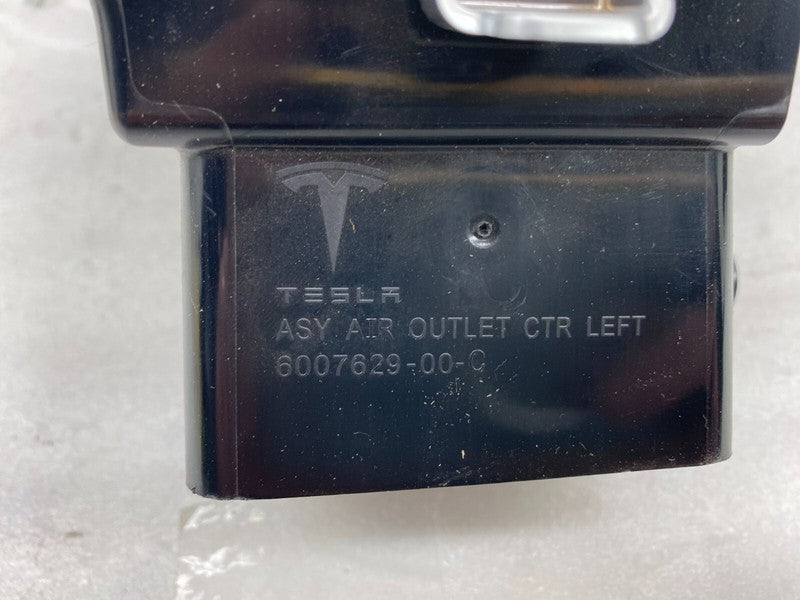 TESLA
ASY AIR OUTLET CTR LEFT
6007629-00-C